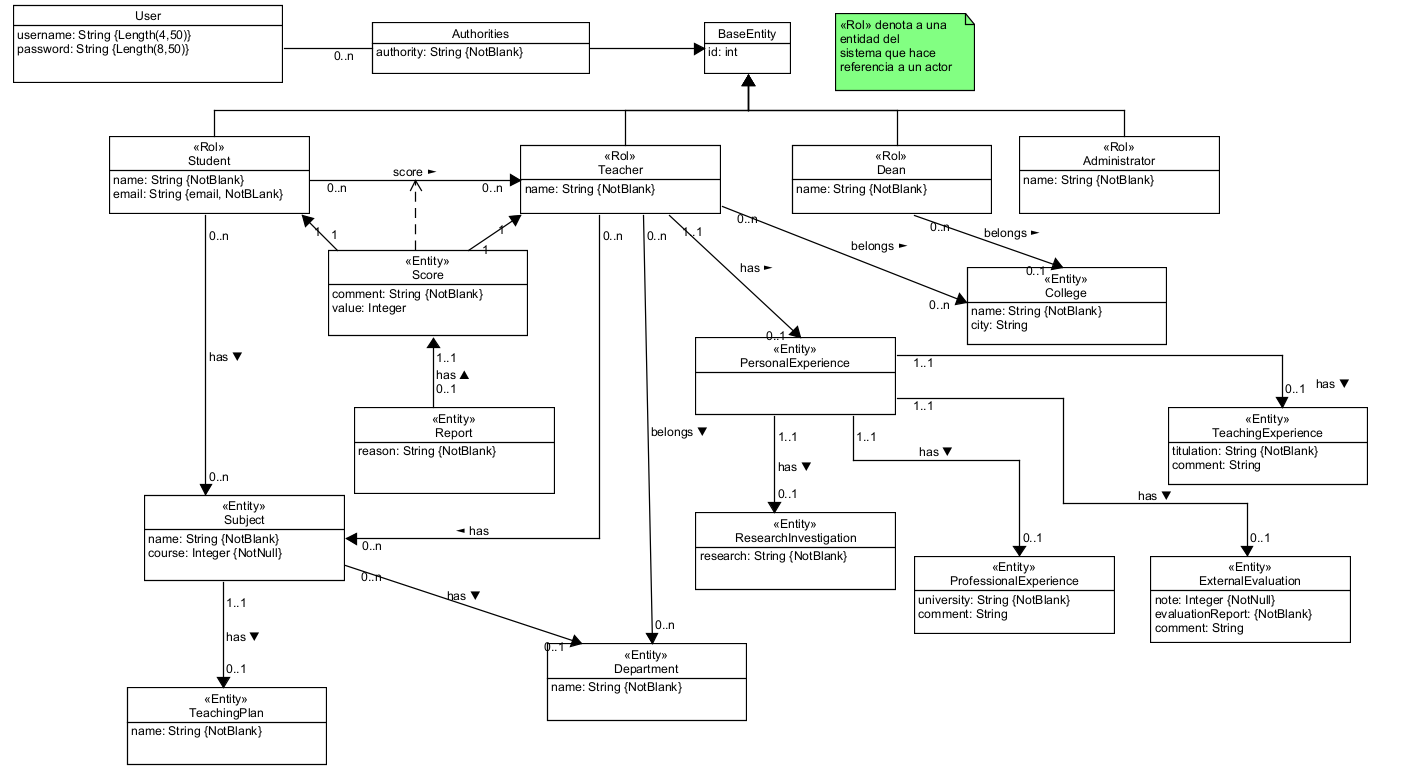 User
username: String {Length(4,50)}
password: String {Length(8,50)}
0..n
Authorities
authority: String {NotBlank}
BaseEntity
id: int
«Rol» denota a una
entidad del
sistema que hace
referencia a un actor
«Rol»
Student
name: String {NotBlank}
email: String {email, NotBLank}
score ►
0..n
0..n
«Rol»
Teacher
name: String {NotBlank}
«Rol»
Dean
name: String {NotBlank}
«Rol»
Administrator
name: String {NotBlank}
0..n
1
1
1
1
0..n
0..n
1..1
0..n
belongs ►
0..n
0..n
belongs ►
0..1
«Entity»
Score
comment: String {NotBlank}
value: Integer
has ►
0..1
«Entity»
College
name: String {NotBlank}
city: String
has ▼
1..1
has ▲
0..1
«Entity»
PersonalExperience
1..1
0..1
has ▼
1..1
«Entity»
Report
reason: String {NotBlank}
belongs ▼
1..1
has ▼
0..1
1..1
has ▼
«Entity»
TeachingExperience
titulation: String {NotBlank}
comment: String
0..n
«Entity»
Subject
name: String {NotBlank}
course: Integer {NotNull}
◄ has
0..n
«Entity»
ResearchInvestigation
research: String {NotBlank}
0..1
has ▼
0..1
«Entity»
ProfessionalExperience
university: String {NotBlank}
comment: String
«Entity»
ExternalEvaluation
note: Integer {NotNull}
evaluationReport: {NotBlank}
comment: String
0..n
has ▼
0..1
0..n
1..1
has ▼
0..1
«Entity»
Department
name: String {NotBlank}
«Entity»
TeachingPlan
name: String {NotBlank}